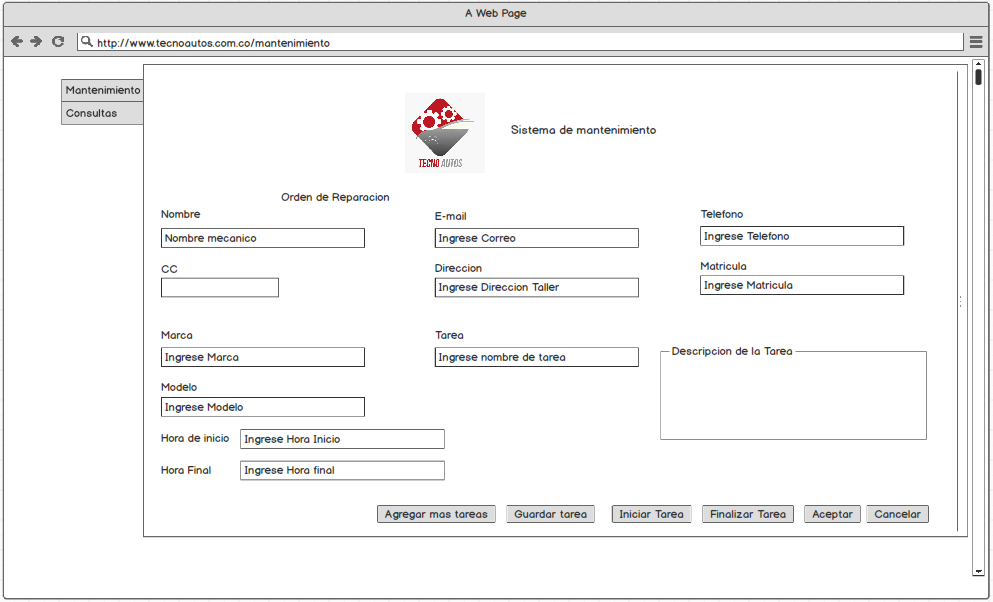 A Web Page
http://www.tecnoautos.com.co/mantenimiento
Mantenimiento
Consultas
TECNO AUTOS
Sistema de mantenimiento
Orden de Reparacion
Nombre
E-mail
Telefono
Nombre mecanico
Ingrese Correo
Ingrese Telefono
CC
Direccion
Matricula
Ingrese Direccion Taller
Ingrese Matricula
Marca
Tarea
Descripcion de la Tarea
Ingrese Marca
Ingrese nombre de tarea
Modelo
Ingrese Modelo
Hora de inicio
Ingrese Hora Inicio
Hora Final
Ingrese Hora final
Agregar mas tareas
Guardar tarea
Iniciar Tarea
Finalizar Tarea
Aceptar
Cancelar